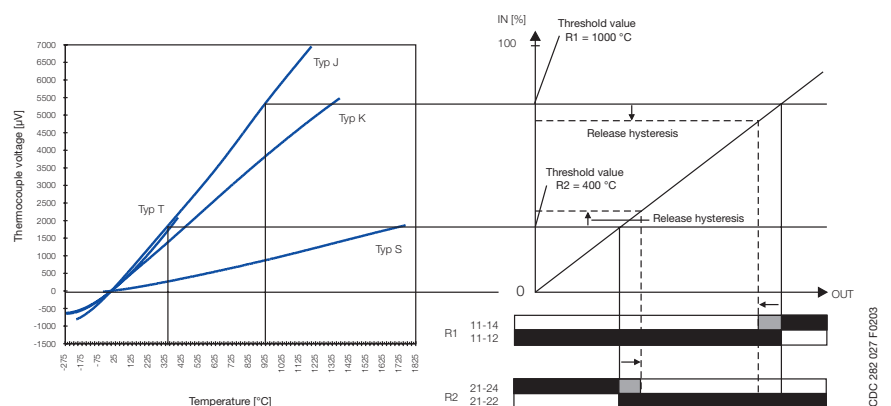 Thermocouple voltage [µV]
7000
6500
6000
5500
5000
4500
4000
3500
3000
2500
2000
1500
1000
500
0
-500
-1000
-1500
Typ J
Typ K
Typ T
Typ S
-275
-175
-75
25
125
225
325
425
525
625
725
825
925
1025
1125
1225
1325
1425
1525
1625
1725
1825
Temperature [°C]
IN [%]
100
Threshold value
R1 = 1000 °C
Release hysteresis
Threshold value
R2 = 400 °C
Release hysteresis
0
OUT
R1
11-14
11-12
R2
21-24
21-22
CDC 282 027 F0203